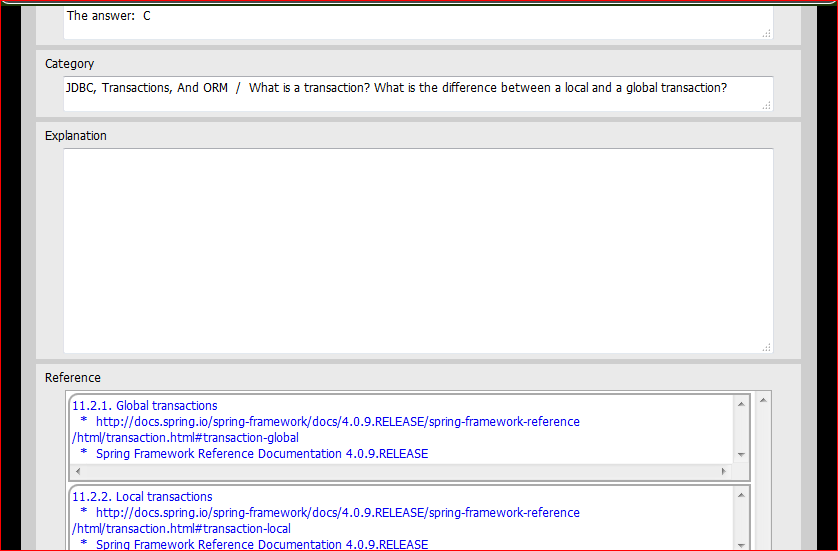 The answer:  C
Category
JDBC, Transactions, And ORM  /  What is a transaction? What is the difference between a local and a global transaction?
Explanation
Reference
11.2.1. Global transactions
*  http://docs.spring.io/spring-framework/docs/4.0.9.RELEASE/spring-framework-reference
/html/transaction.html#transaction-global
*  Spring Framework Reference Documentation 4.0.9.RELEASE
11.2.2. Local transactions
*  http://docs.spring.io/spring-framework/docs/4.0.9.RELEASE/spring-framework-reference
/html/transaction.html#transaction-local
*  Spring Framework Reference Documentation 4.0.9.RELEASE